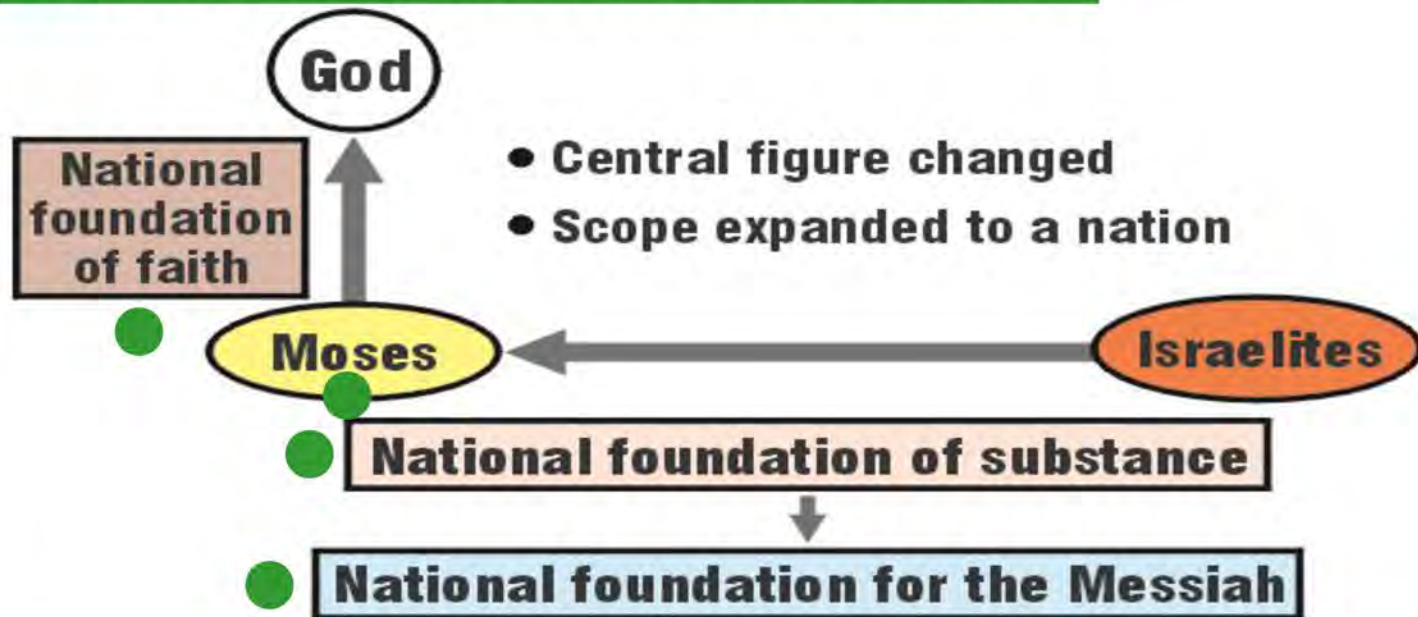 God
National
foundation
of faith
• Central figure changed
• Scope expanded to a nation
Moses
Israelites
National foundation of substance
National foundation for the Messiah